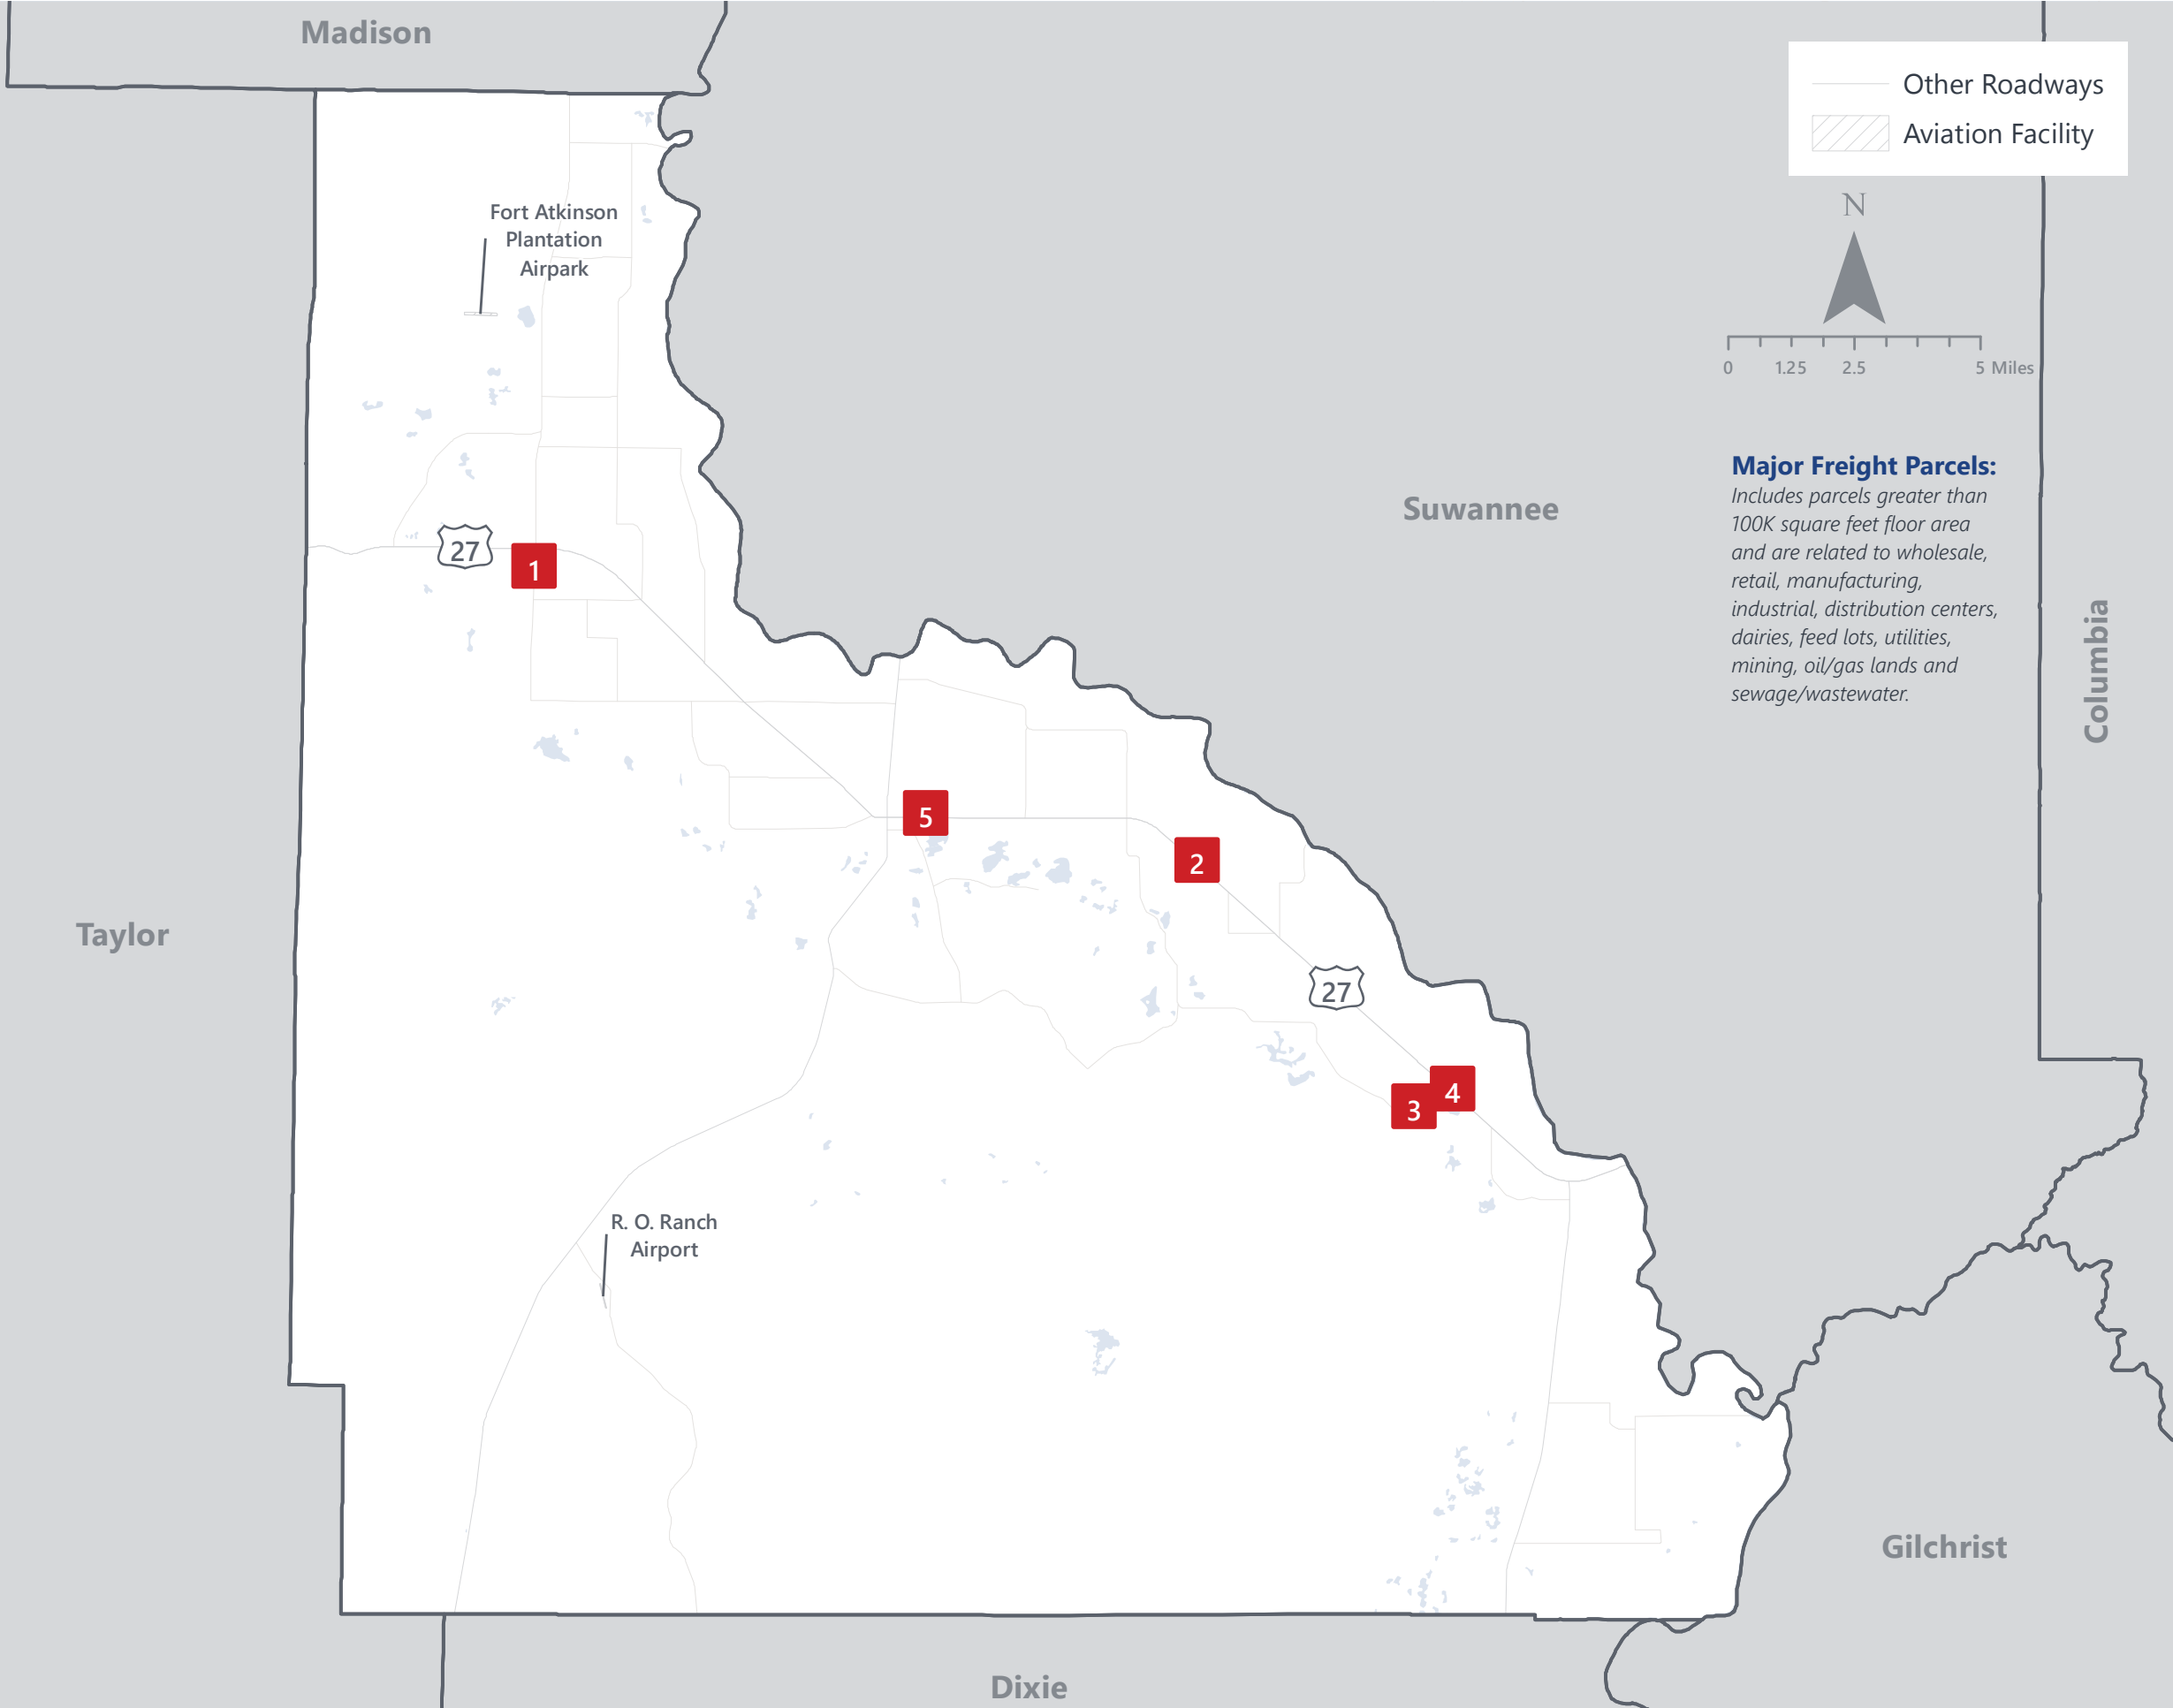 Madison
Other Roadways
Aviation Facility
N
0 1.25 2.5 5 Miles
Fort Atkinson
Plantation
Airpark
Suwannee
Major Freight Parcels:
Includes parcels greater than
100K square feet floor area
and are related to wholesale,
retail, manufacturing,
industrial, distribution centers,
dairies, feed lots, utilities,
mining, oil/gas lands and
sewage/wastewater.
Columbia
27
1
5
2
Taylor
27
4
3
R. O. Ranch
Airport
Gilchrist
Dixie